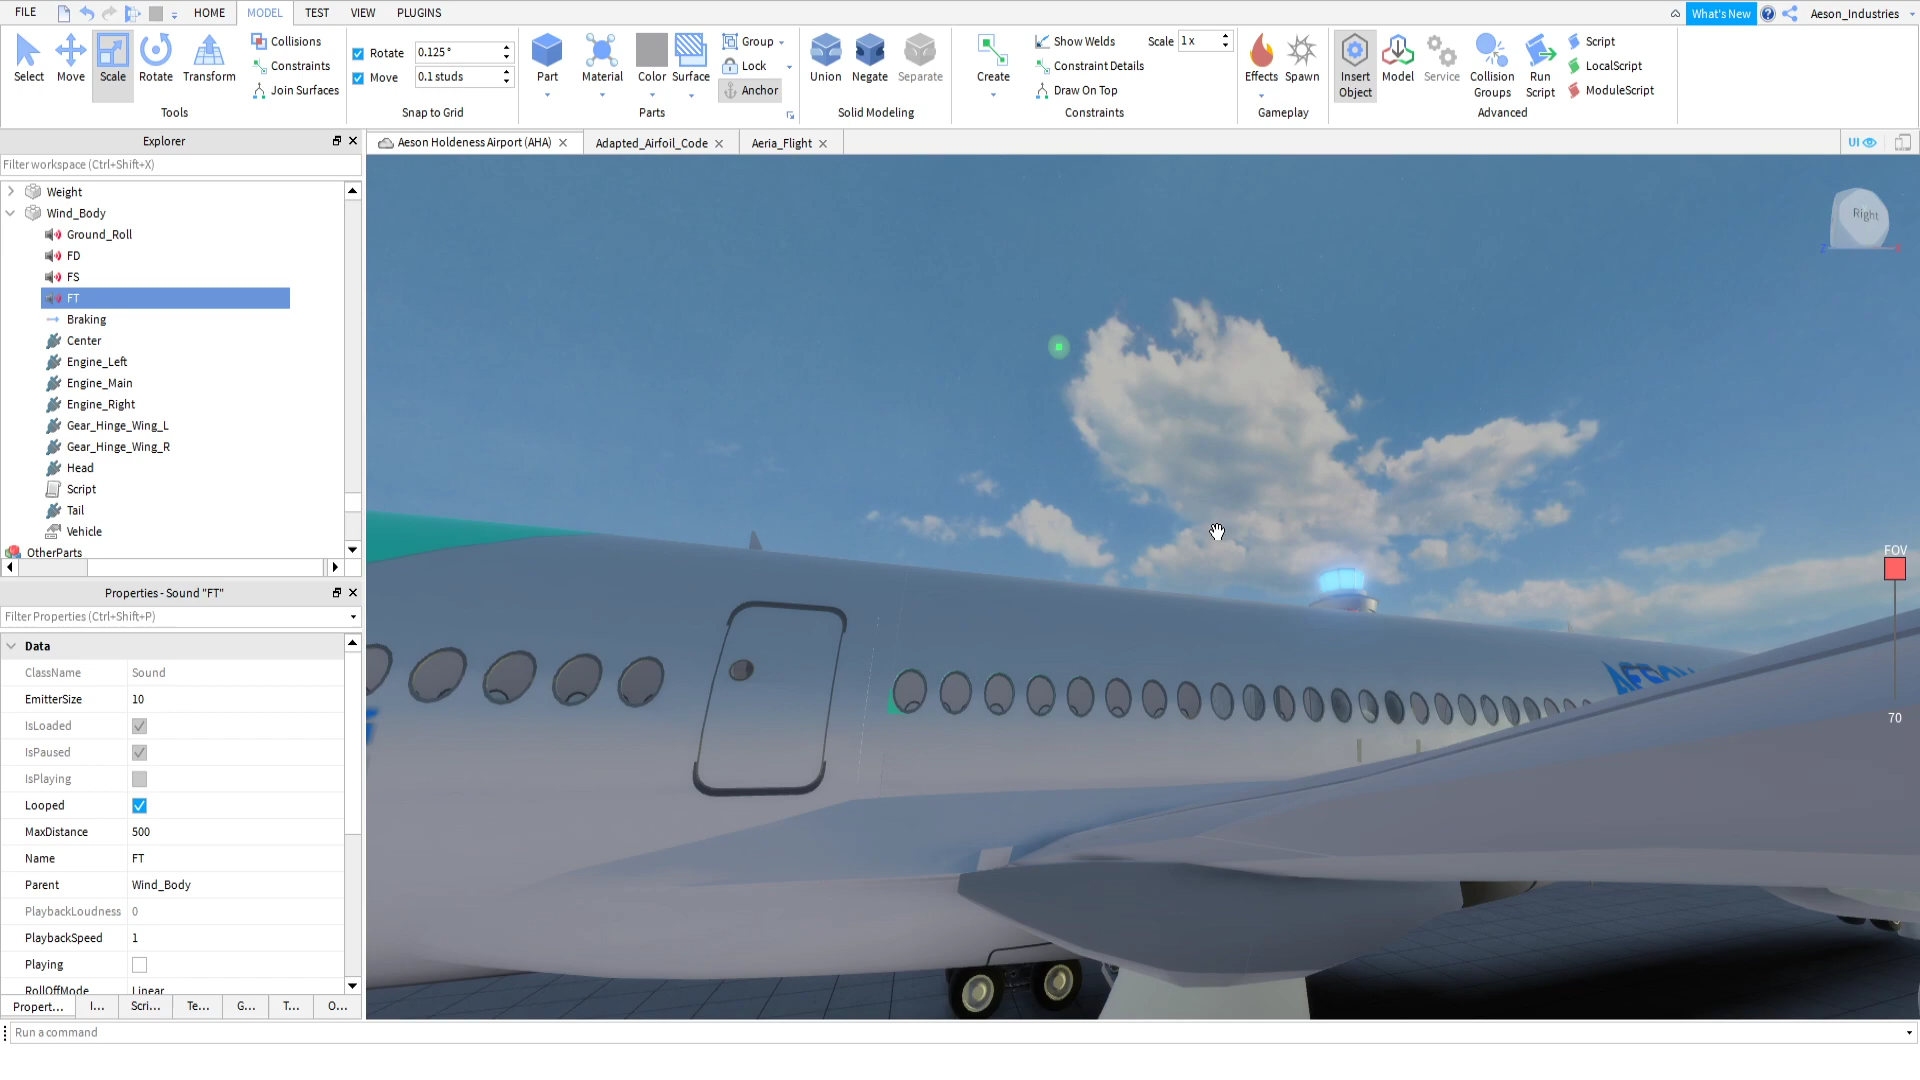 FILE HOME MODEL TEST VIEW PLUGINS What's New Aeson_Industries
Select Move Scale Rotate Transform
Collisions
Constraints
Join Surfaces
Tools
Rotate 0.125°
Move 0.1 studs
Snap to Grid
Part Material Color Surface
Group
Lock
Anchor
Parts
Union Negate Separate
Solid Modeling
Create
Show Welds Scale 1x
Constraint Details
Draw On Top
Constraints
Effects Spawn
Gameplay
Insert Object Model Service Collision Groups Run Script
Script
LocalScript
ModuleScript
Advanced
Explorer
Filter workspace (Ctrl+Shift+X)
Weight
Wind_Body
Ground_Roll
FD
FS
FT
Braking
Center
Engine_Left
Engine_Main
Engine_Right
Gear_Hinge_Wing_L
Gear_Hinge_Wing_R
Head
Script
Tail
Vehicle
OtherParts
Properties - Sound "FT"
Filter Properties (Ctrl+Shift+P)
Data
ClassName Sound
EmitterSize 10
IsLoaded
IsPaused
IsPlaying
Looped
MaxDistance 500
Name FT
Parent Wind_Body
PlaybackLoudness 0
PlaybackSpeed 1
Playing
RollOffMode Linear
Propert... I... Scri... Te... G... T... O...
Run a command
Aeson Holdeness Airport (AHA) Adapted_Airfoil_Code Aeria_Flight UI
Right
Z
FOV
70